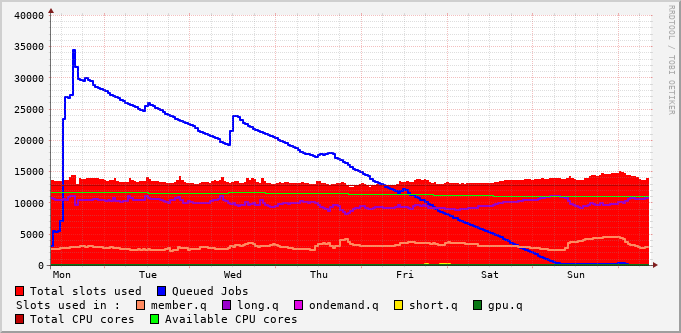 40000
35000
30000
25000
20000
15000
10000
5000
0
Mon Tue Wed Thu Fri Sat Sun
RRDTOOL / TOBI OETIKER
Total slots used Queued Jobs
Slots used in : member.q long.q ondemand.q short.q gpu.q
Total CPU cores Available CPU cores